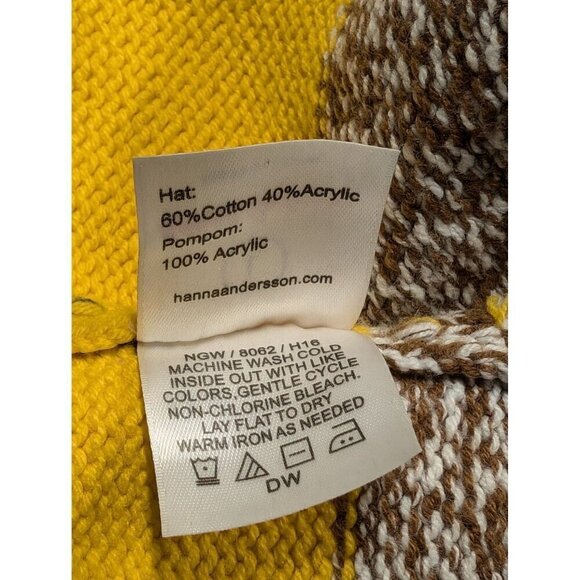 Hat:
60%Cotton 40%Acrylic
Pompom:
100% Acrylic
hannaandersson.com
NGW / 8062 / H16
MACHINE WASH COLD
INSIDE OUT WITH LIKE
COLORS,GENTLE CYCLE
NON-CHLORINE BLEACH.
LAY FLAT TO DRY
WARM IRON AS NEEDED
DW